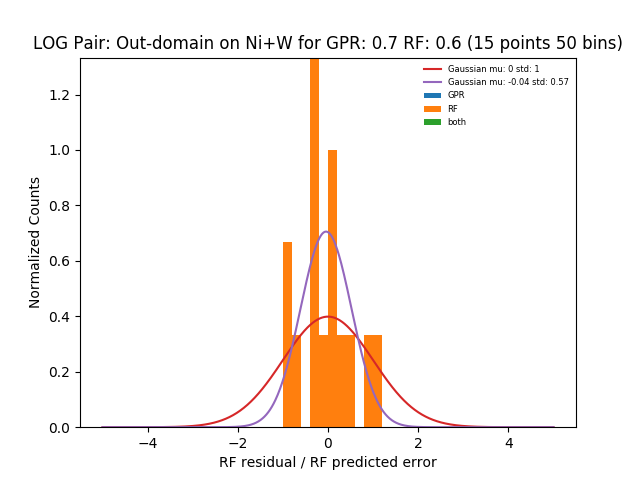 LOG Pair: Out-domain on Ni+W for GPR: 0.7 RF: 0.6 (15 points 50 bins)
Gaussian mu: 0 std: 1
Gaussian mu: -0.04 std: 0.57
GPR
RF
both
Normalized Counts
1.2
1.0
0.8
0.6
0.4
0.2
0.0
−4
−2
0
2
4
RF residual / RF predicted error